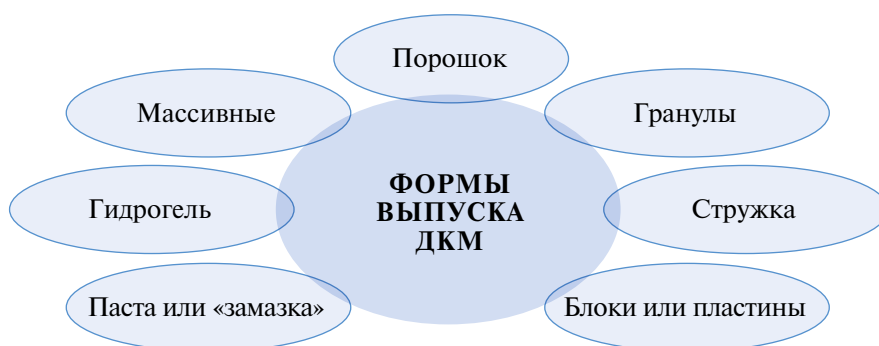 Порошок
Массивные
Гранулы
ФОРМЫ
ВЫПУСКА
ДКМ
Гидрогель
Стружка
Паста или «замазка»
Блоки или пластины